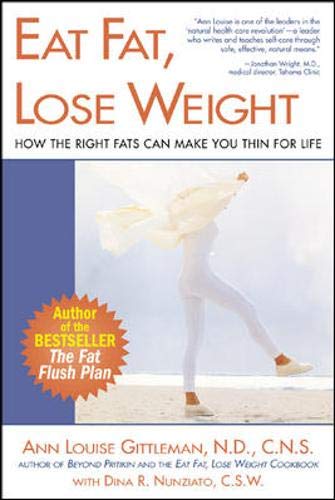 "Ann Louise is one of the leaders in the
'natural health care revolution'—a leader
who writes and teaches self-care through
safe, effective, natural means."
—Jonathan Wright, M.D.,
medical director, Tahoma Clinic
EAT FAT,
LOSE WEIGHT
HOW THE RIGHT FATS CAN MAKE YOU THIN FOR LIFE
Author
of the
BESTSELLER
The Fat
Flush Plan
ANN LOUISE GITTLEMAN, N.D., C.N.S.
AUTHOR OF BEYOND PRITIKIN AND THE EAT FAT, LOSE WEIGHT COOKBOOK
WITH DINA R. NUNZIATO, C.S.W.